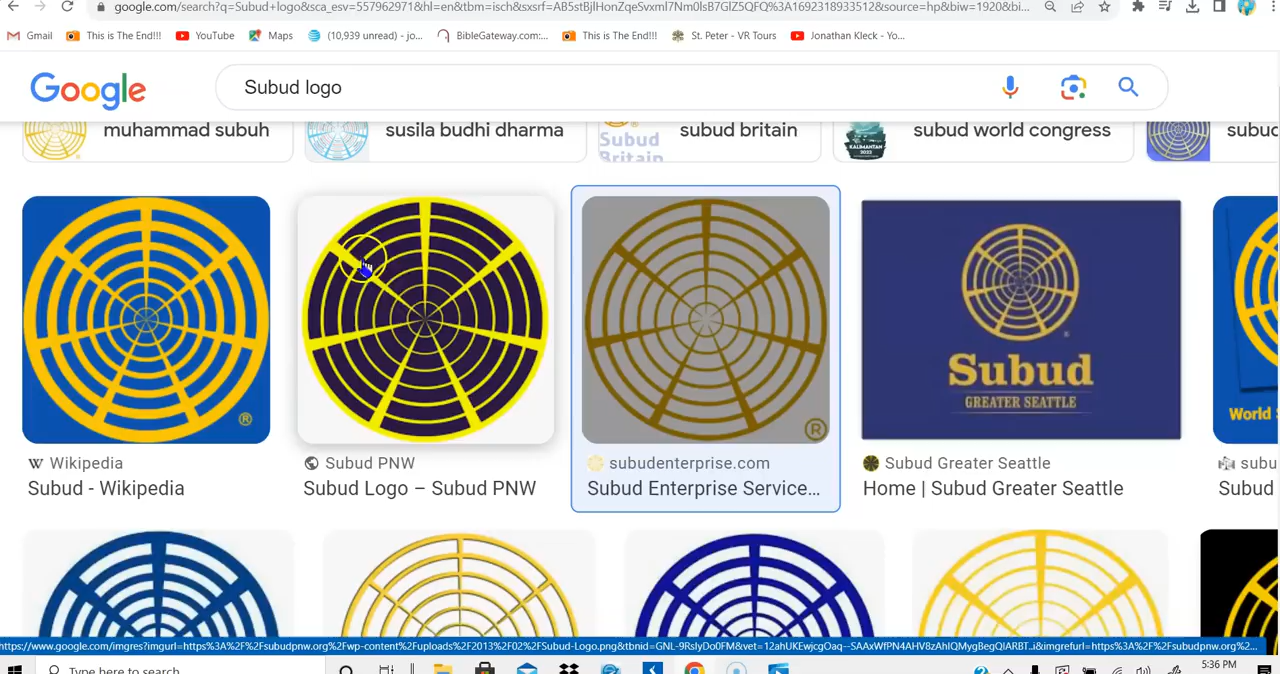 google.com/search?q=Subud+logo&sca_esv=557962971&hl=en&tbm=isch&sxsrf=AB5stBjlHonZqeSvxml7Nm0lsB7GlZ5QFQ%3A1692318933512&source=hp&biw=1920&bi...
Gmail This is The End!!! YouTube Maps (10,939 unread) - jo... BibleGateway.com:... This is The End!!! St. Peter - VR Tours Jonathan Kleck - Yo...
Google Subud logo
muhammad subuh susila budhi dharma subud britain subud world congress
Subud
Britain
KALIMANTAN
2023
®
®
Subud
GREATER SEATTLE
World
Wikipedia Subud PNW subudenterprise.com Subud Greater Seattle
Subud - Wikipedia Subud Logo – Subud PNW Subud Enterprise Service... Home | Subud Greater Seattle Subud
Type here to search 5:36 PM